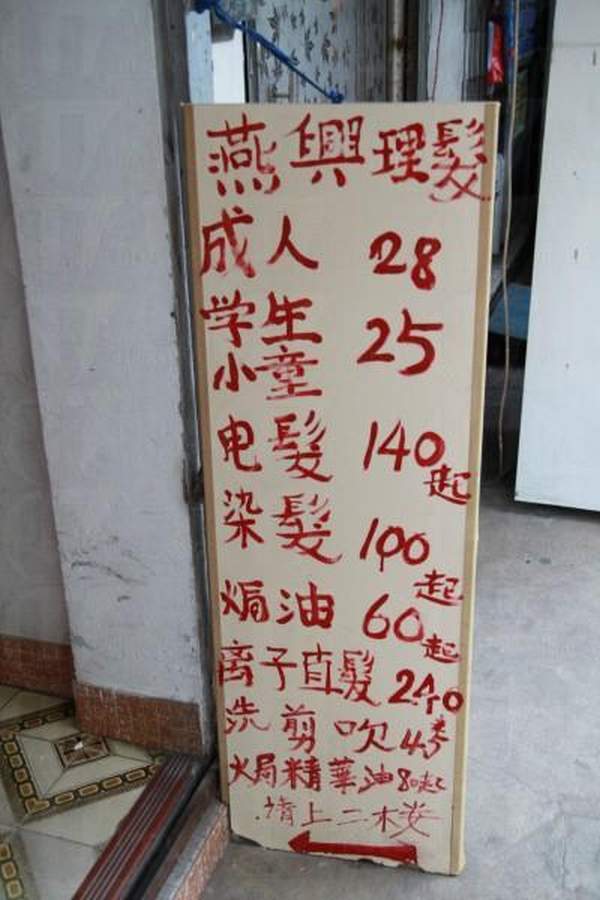 燕興理髮
成人 28
学生
小童 25
电髮 140起
染髮 100起
焗油 60起
离子直髮 240
洗剪吹 45
焗精華油 80起
請上二楼